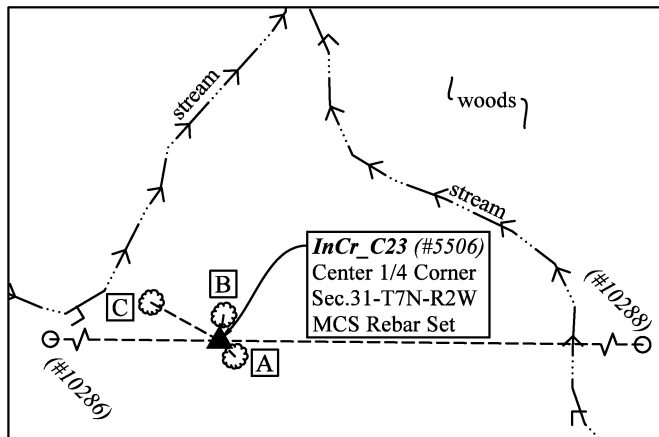 stream
woods
stream
InCr_C23 (#5506)
Center 1/4 Corner
Sec.31-T7N-R2W
MCS Rebar Set
B
C
A
(#10288)
(#10286)